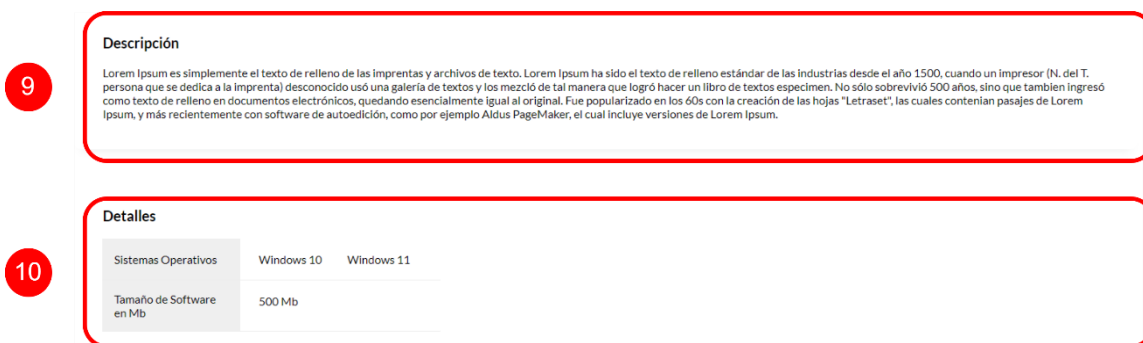 Descripción
9
Lorem Ipsum es simplemente el texto de relleno de las imprentas y archivos de texto. Lorem Ipsum ha sido el texto de relleno estándar de las industrias desde el año 1500, cuando un impresor (N. del T.
persona que se dedica a la imprenta) desconocido usó una galería de textos y los mezcló de tal manera que logró hacer un libro de textos especimen. No sólo sobrevivió 500 años, sino que tambien ingresó
como texto de relleno en documentos electrónicos, quedando esencialmente igual al original. Fue popularizado en los 60s con la creación de las hojas "Letraset", las cuales contenian pasajes de Lorem
Ipsum, y más recientemente con software de autoedición, como por ejemplo Aldus PageMaker, el cual incluye versiones de Lorem Ipsum.
Detalles
10
Sistemas Operativos Windows 10 Windows 11
Tamaño de Software 500 Mb
en Mb